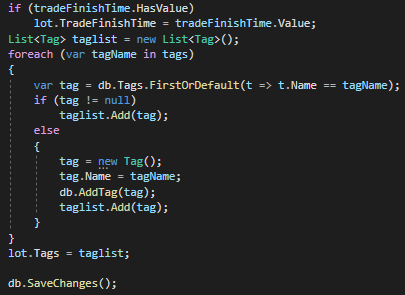 if (tradeFinishTime.HasValue)
    lot.TradeFinishTime = tradeFinishTime.Value;
List<Tag> taglist = new List<Tag>();
foreach (var tagName in tags)
{
    var tag = db.Tags.FirstOrDefault(t => t.Name == tagName);
    if (tag != null)
        taglist.Add(tag);
    else
    {
        tag = new Tag();
        tag.Name = tagName;
        db.AddTag(tag);
        taglist.Add(tag);
    }
}
lot.Tags = taglist;

db.SaveChanges();